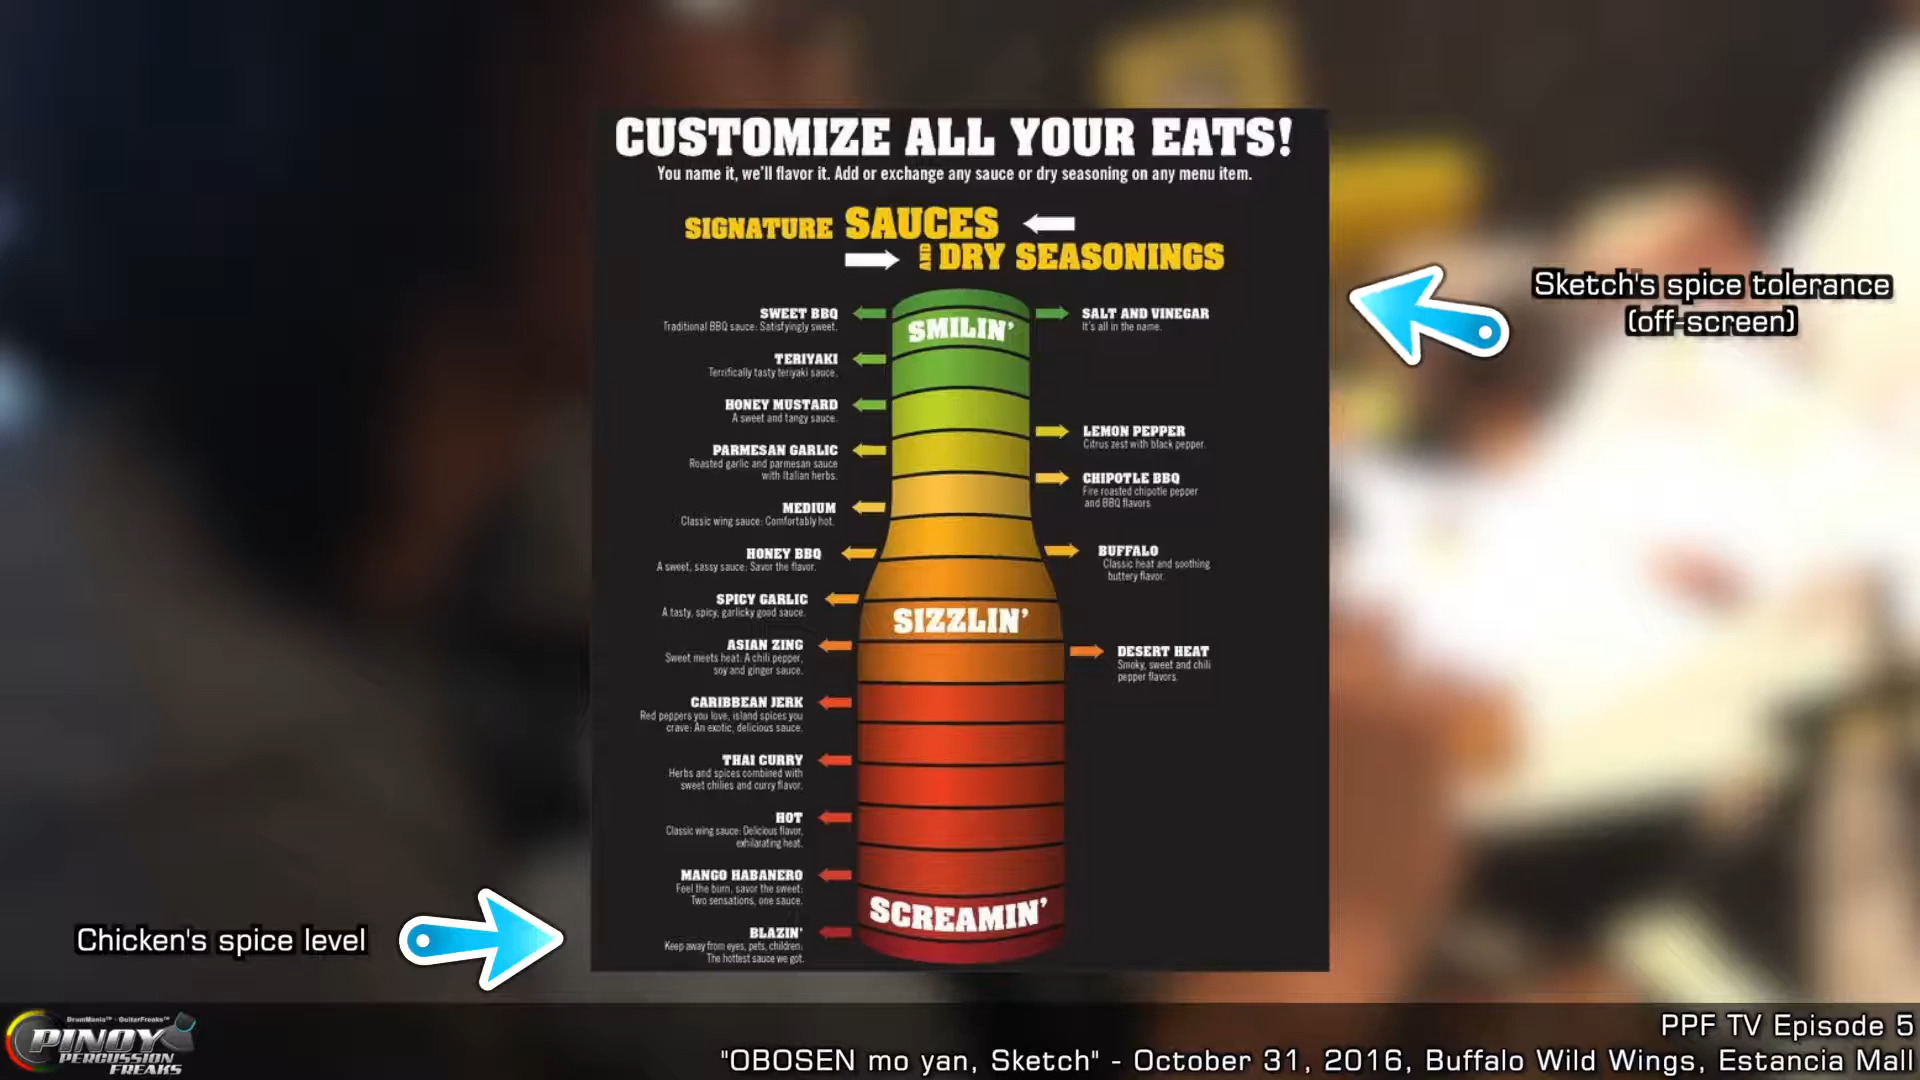 CUSTOMIZE ALL YOUR EATS!
You name it, we'll flavor it. Add or exchange any sauce or dry seasoning on any menu item.
SIGNATURE SAUCES
AND DRY SEASONINGS
Sketch's spice tolerance
(off-screen)
SMILIN'
SWEET BBQ
Traditional BBQ sauce: Satisfyingly sweet.
SALT AND VINEGAR
It's all in the name.
TERIYAKI
Terrifically tasty teriyaki sauce.
HONEY MUSTARD
A sweet and tangy sauce.
LEMON PEPPER
Citrus zest with black pepper.
PARMESAN GARLIC
Roasted garlic and parmesan sauce
with Italian herbs.
CHIPOTLE BBQ
Fire roasted chipotle pepper
and BBQ flavors
MEDIUM
Classic wing sauce: Comfortably hot.
HONEY BBQ
A sweet, sassy sauce: Savor the flavor.
BUFFALO
Classic heat and soothing
buttery flavor.
SPICY GARLIC
A tasty, spicy, garlicky good sauce.
SIZZLIN'
ASIAN ZING
Sweet meets heat: A chili pepper,
soy and ginger sauce.
DESERT HEAT
Smoky, sweet and chili
pepper flavors.
CARIBBEAN JERK
Red peppers you love, island spices you
crave: An exotic, delicious sauce.
THAI CURRY
Herbs and spices combined with
sweet chilies and curry flavor.
HOT
Classic wing sauce: Delicious flavor,
exhilarating heat.
MANGO HABANERO
Feel the burn, savor the sweet:
Two sensations, one sauce.
SCREAMIN'
BLAZIN'
Keep away from eyes, pets, children:
The hottest sauce we got.
Chicken's spice level
DrumMania™ · GuitarFreaks™
PINOY
PERCUSSION
FREAKS
PPF TV Episode 5
"OBOSEN mo yan, Sketch" - October 31, 2016, Buffalo Wild Wings, Estancia Mall